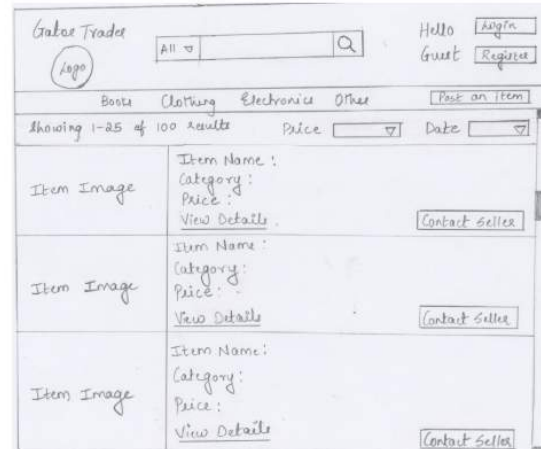 Gator Trader
Logo
All
Hello Guest
Login
Register
Books Clothing Electronics Other Post an Item
Showing 1-25 of 100 results Price Date
Item Image
Item Name:
Category:
Price:
View Details
Contact Seller
Item Image
Item Name:
Category:
Price:
View Details
Contact Seller
Item Image
Item Name:
Category:
Price:
View Details
Contact Seller